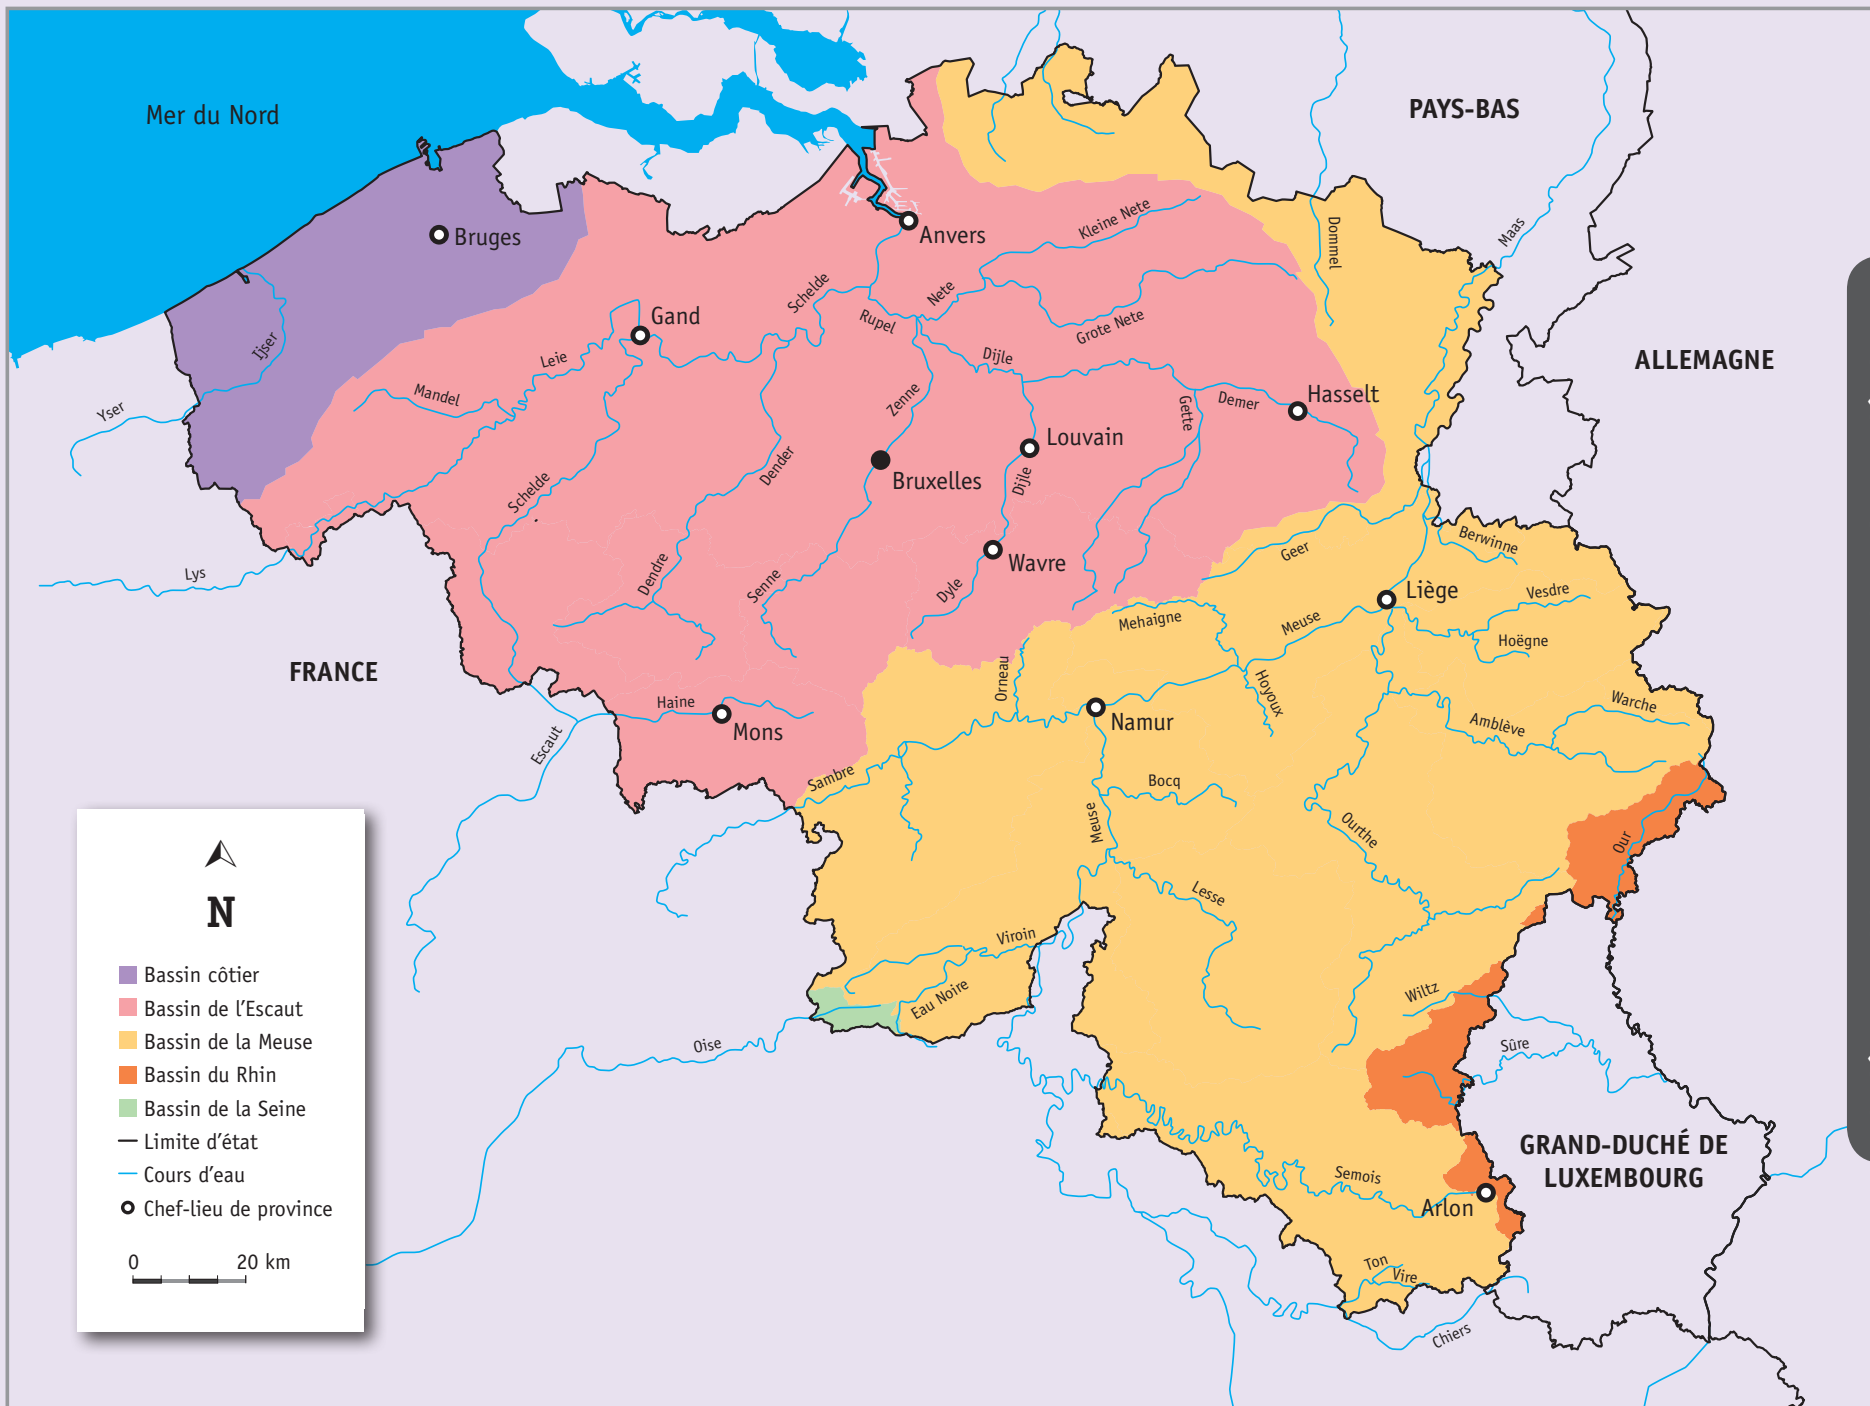 Mer du Nord
PAYS-BAS
Maas
Bruges
Anvers
Kleine Nete
Dommel
Schelde
Nete
Rupel
Grote Nete
Gand
Ijser
Leie
Dijle
ALLEMAGNE
Mandel
Yser
Zenne
Gette
Demer
Hasselt
Louvain
Dender
Bruxelles
Dijle
Schelde
Berwinne
Geer
Wavre
Lys
Dendre
Senne
Dyle
Liège
Vesdre
Mehaigne
Meuse
Hoëgne
FRANCE
Orneau
Hoyoux
Haine
Mons
Namur
Warche
Amblève
Escaut
Sambre
Bocq
Meuse
Ourthe
Our
Lesse
Viroin
Eau Noire
Wiltz
Oise
Sûre
GRAND-DUCHÉ DE
LUXEMBOURG
Semois
Arlon
Ton
Vire
Chiers
N
Bassin côtier
Bassin de l'Escaut
Bassin de la Meuse
Bassin du Rhin
Bassin de la Seine
Limite d'état
Cours d'eau
Chef-lieu de province
0 20 km